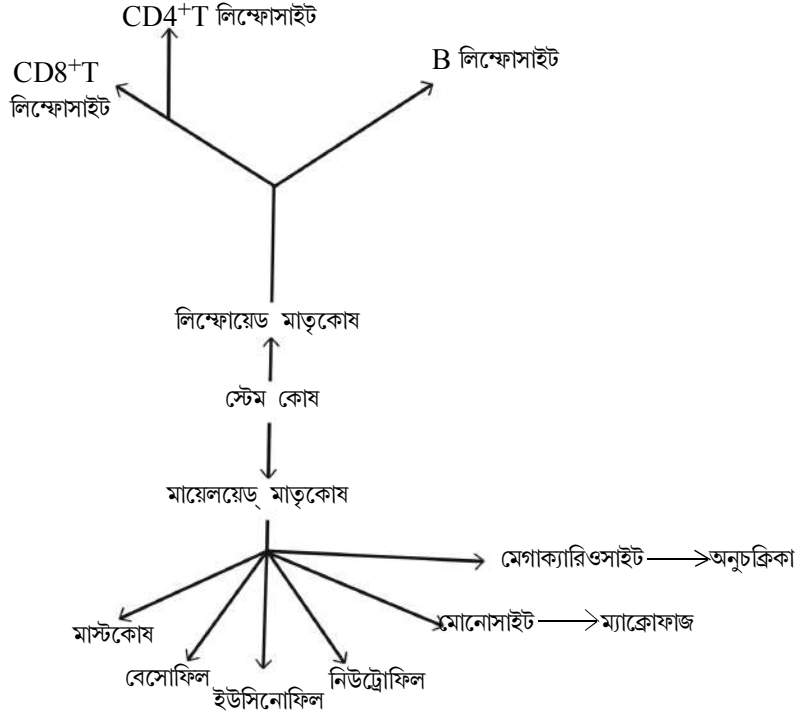 CD4⁺T লিম্ফোসাইট
B লিম্ফোসাইট
CD8⁺T
লিম্ফোসাইট
লিম্ফোয়েড মাতৃকোষ
স্টেম কোষ
মায়েলয়েড্ মাতৃকোষ
মেগাক্যারিওসাইট অনুচক্রিকা
মোনোসাইট ম্যাক্রোফাজ
মাস্টকোষ
বেসোফিল
ইউসিনোফিল
নিউট্রোফিল